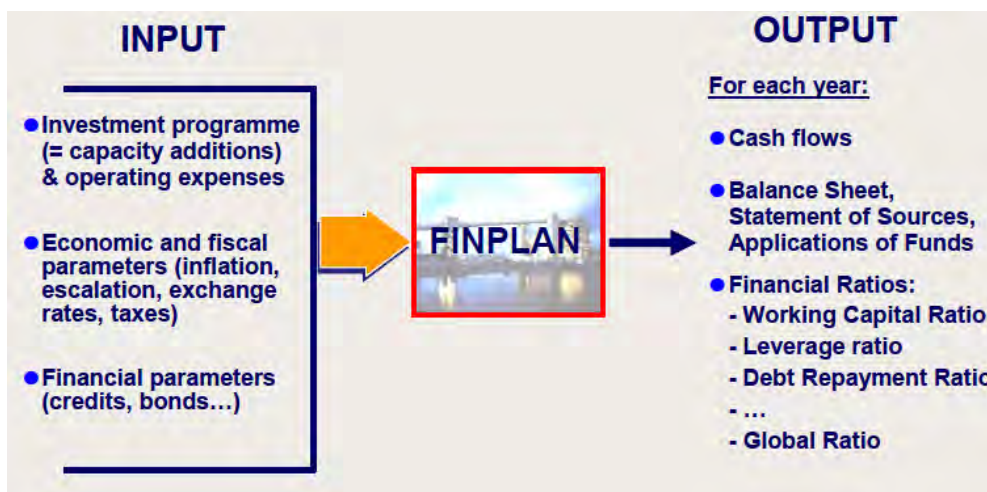 INPUT
● Investment programme
(= capacity additions)
& operating expenses
● Economic and fiscal
parameters (inflation,
escalation, exchange
rates, taxes)
● Financial parameters
(credits, bonds…)
FINPLAN
OUTPUT
For each year:
● Cash flows
● Balance Sheet,
Statement of Sources,
Applications of Funds
● Financial Ratios:
- Working Capital Ratio
- Leverage ratio
- Debt Repayment Ratio
- …
- Global Ratio